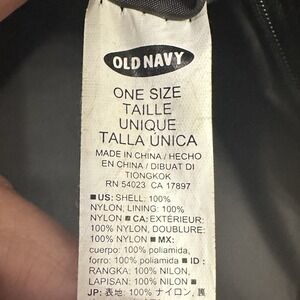 OLD NAVY
ONE SIZE
TAILLE
UNIQUE
TALLA ÚNICA
MADE IN CHINA / HECHO
EN CHINA / DIBUAT DI
TIONGKOK
RN 54023 CA 17897
■ US: SHELL: 100%
NYLON, LINING: 100%
NYLON ■ CA: EXTÉRIEUR:
100% NYLON, DOUBLURE:
100% NYLON ■ MX:
cuerpo: 100% poliamida,
forro: 100% poliamida ■ ID :
RANGKA: 100% NILON,
LAPISAN: 100% NILON ■
JP: 表地: 100% ナイロン, 裏